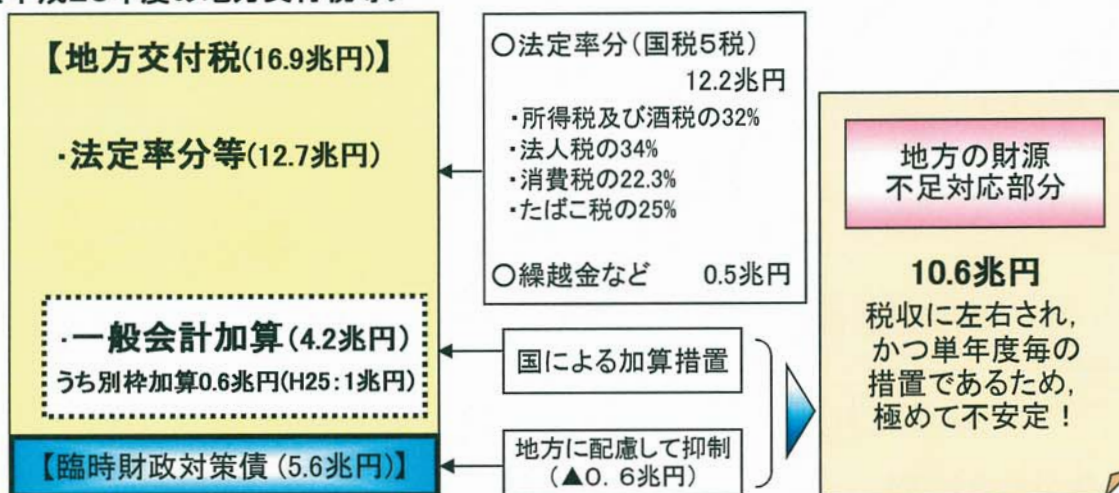 【地方交付税(16.9兆円)】
・法定率分等(12.7兆円)
・一般会計加算(4.2兆円)
うち別枠加算0.6兆円(H25:1兆円)
【臨時財政対策債(5.6兆円)】
○法定率分(国税5税)
12.2兆円
・所得税及び酒税の32%
・法人税の34%
・消費税の22.3%
・たばこ税の25%
○繰越金など 0.5兆円
国による加算措置
地方に配慮して抑制
(▲0.6兆円)
地方の財源
不足対応部分
10.6兆円
税収に左右され,
かつ単年度毎の
措置であるため,
極めて不安定!